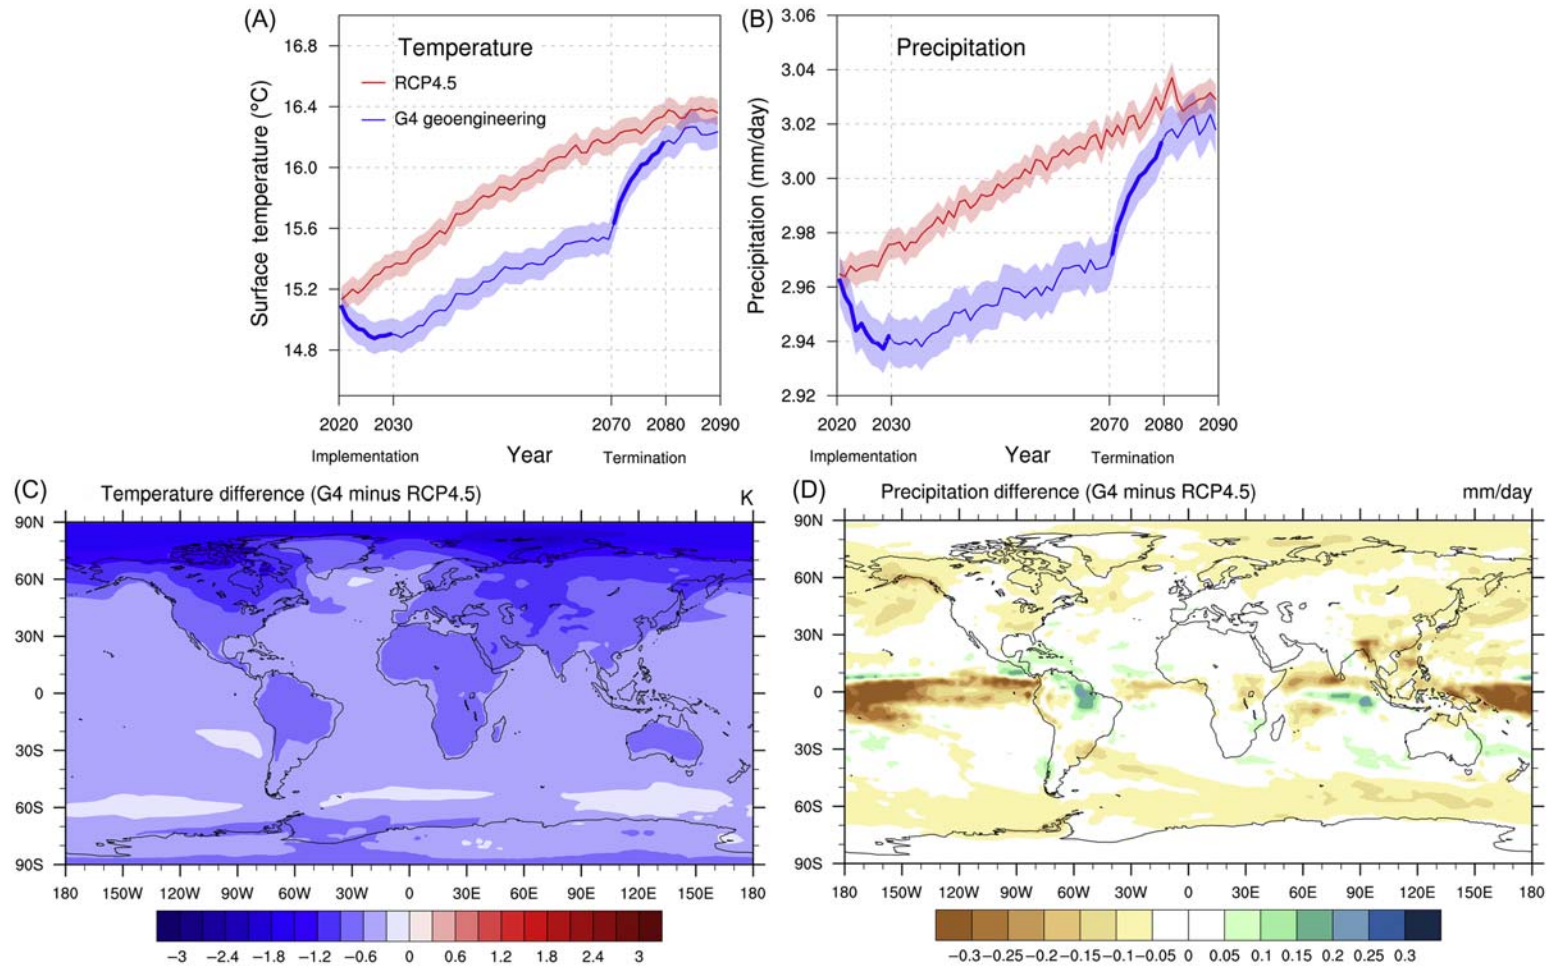 (A)
Temperature
RCP4.5
G4 geoengineering
Surface temperature (°C)
16.8
16.4
16.0
15.6
15.2
14.8
2020 2030 2070 2080 2090
Implementation Year Termination
(B)
Precipitation
Precipitation (mm/day)
3.06
3.04
3.02
3.00
2.98
2.96
2.94
2.92
2020 2030 2070 2080 2090
Implementation Year Termination
(C) Temperature difference (G4 minus RCP4.5) K
90N
60N
30N
0
30S
60S
90S
180 150W 120W 90W 60W 30W 0 30E 60E 90E 120E 150E 180
−3 −2.4 −1.8 −1.2 −0.6 0 0.6 1.2 1.8 2.4 3
(D) Precipitation difference (G4 minus RCP4.5) mm/day
90N
60N
30N
0
30S
60S
90S
180 150W 120W 90W 60W 30W 0 30E 60E 90E 120E 150E 180
−0.3−0.25−0.2−0.15−0.1−0.05 0 0.05 0.1 0.15 0.2 0.25 0.3